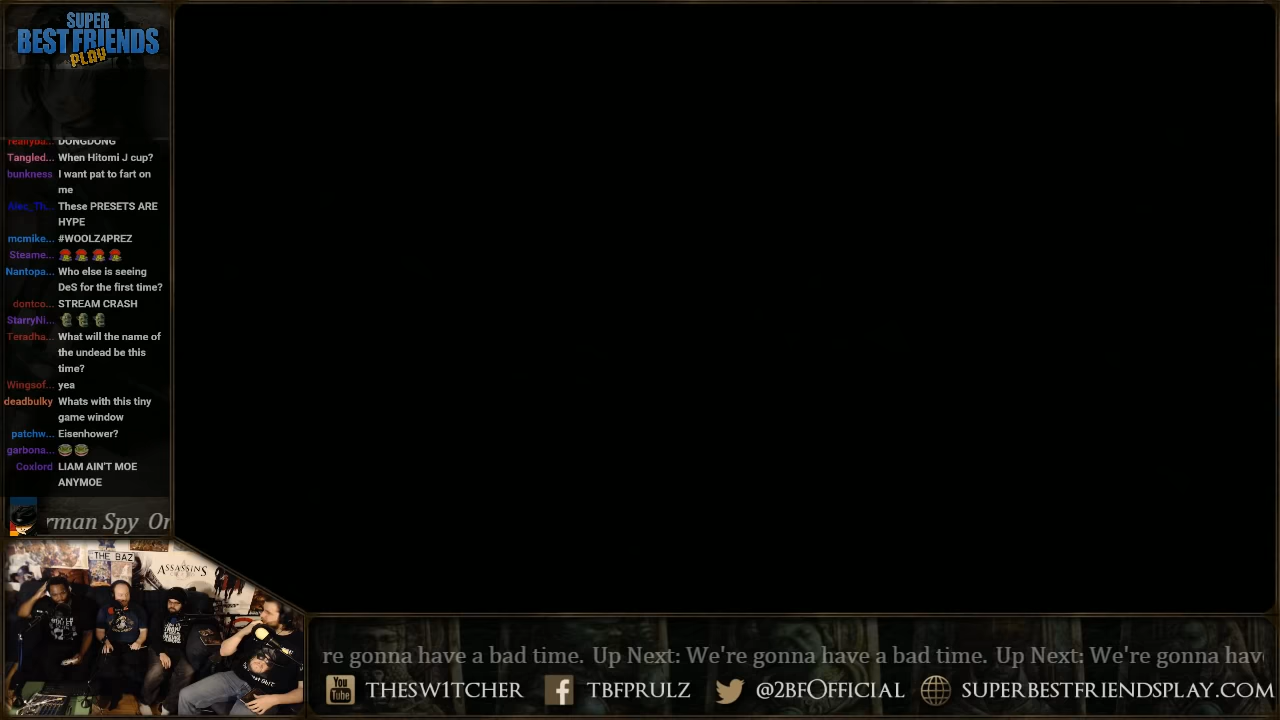 SUPER
BEST FRIENDS
PLAY
DONGDONG
Tangled... When Hitomi J cup?
bunkness I want pat to fart on
me
Alec_Th... These PRESETS ARE
HYPE
mcmike... #WOOLZ4PREZ
Steame...
Nantopa... Who else is seeing
DeS for the first time?
dontco... STREAM CRASH
StarryNi...
Teradha... What will the name of
the undead be this
time?
Wingsof... yea
deadbulky Whats with this tiny
game window
patchw... Eisenhower?
garbona...
Coxlord LIAM AIN'T MOE
ANYMOE
rman Spy Or
THE BAZ
ASSASSINS
re gonna have a bad time. Up Next: We're gonna have a bad time. Up Next: We're gonna hav
You Tube THESW1TCHER f TBFPRULZ @2BFOFFICIAL SUPERBESTFRIENDSPLAY.COM